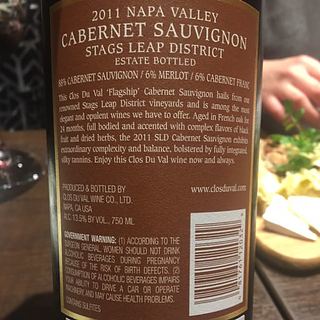 2011 NAPA VALLEY
CABERNET SAUVIGNON
STAGS LEAP DISTRICT
ESTATE BOTTLED
88% CABERNET SAUVIGNON / 6% MERLOT / 6% CABERNET FRANC
This Clos Du Val 'Flagship' Cabernet Sauvignon hails from our
renowned Stags Leap District vineyards and is among the most
elegant and opulent wines we have to offer. Aged in French oak for
24 months, full bodied and accented with complex flavors of black
fruit and dried herbs, the 2011 SLD Cabernet Sauvignon exhibits
extraordinary complexity and balance, bolstered by fully integrated,
silky tannins. Enjoy this Clos Du Val wine now and always.
PRODUCED & BOTTLED BY
CLOS DU VAL WINE CO., LTD.
NAPA, CA USA
ALC. 13.5% BY VOL., 750 ML
www.closduval.com
GOVERNMENT WARNING: (1) ACCORDING TO THE
SURGEON GENERAL, WOMEN SHOULD NOT DRINK
ALCOHOLIC BEVERAGES DURING PREGNANCY
BECAUSE OF THE RISK OF BIRTH DEFECTS. (2)
CONSUMPTION OF ALCOHOLIC BEVERAGES IMPAIRS
YOUR ABILITY TO DRIVE A CAR OR OPERATE
MACHINERY, AND MAY CAUSE HEALTH PROBLEMS.
CONTAINS SULFITES